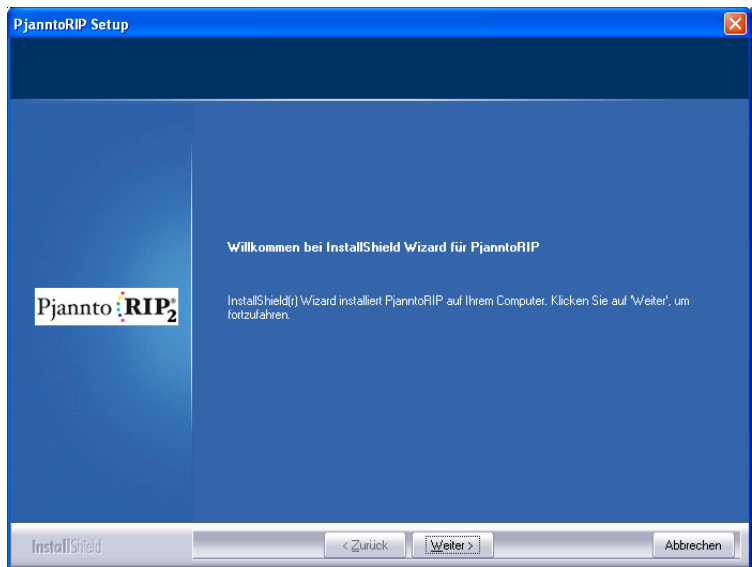 PjanntoRIP Setup
Willkommen bei InstallShield Wizard für PjanntoRIP
Pjannto RIP2
InstallShield(r) Wizard installiert PjanntoRIP auf Ihrem Computer. Klicken Sie auf 'Weiter', um
fortzufahren.
InstallShield
< Zurück
Weiter >
Abbrechen